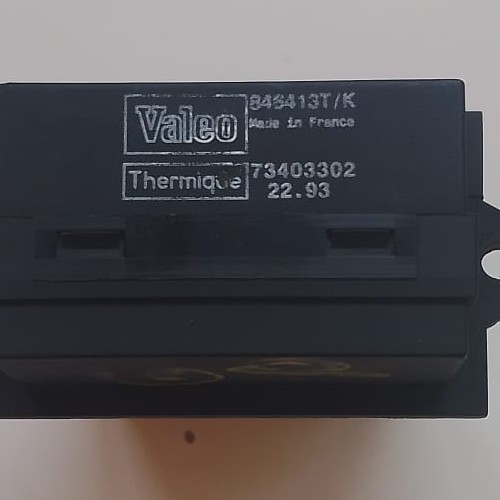 Valeo 846413T/K
Made in France
Thermique 73403302
22.93